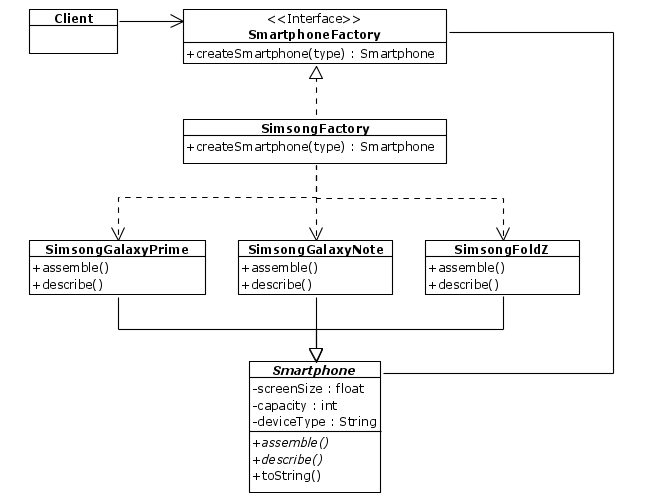 Client
<<Interface>>
SmartphoneFactory
+createSmartphone(type) : Smartphone
SimsongFactory
+createSmartphone(type) : Smartphone
SimsongGalaxyPrime
+assemble()
+describe()
SimsongGalaxyNote
+assemble()
+describe()
SimsongFoldZ
+assemble()
+describe()
Smartphone
-screenSize : float
-capacity : int
-deviceType : String
+assemble()
+describe()
+toString()